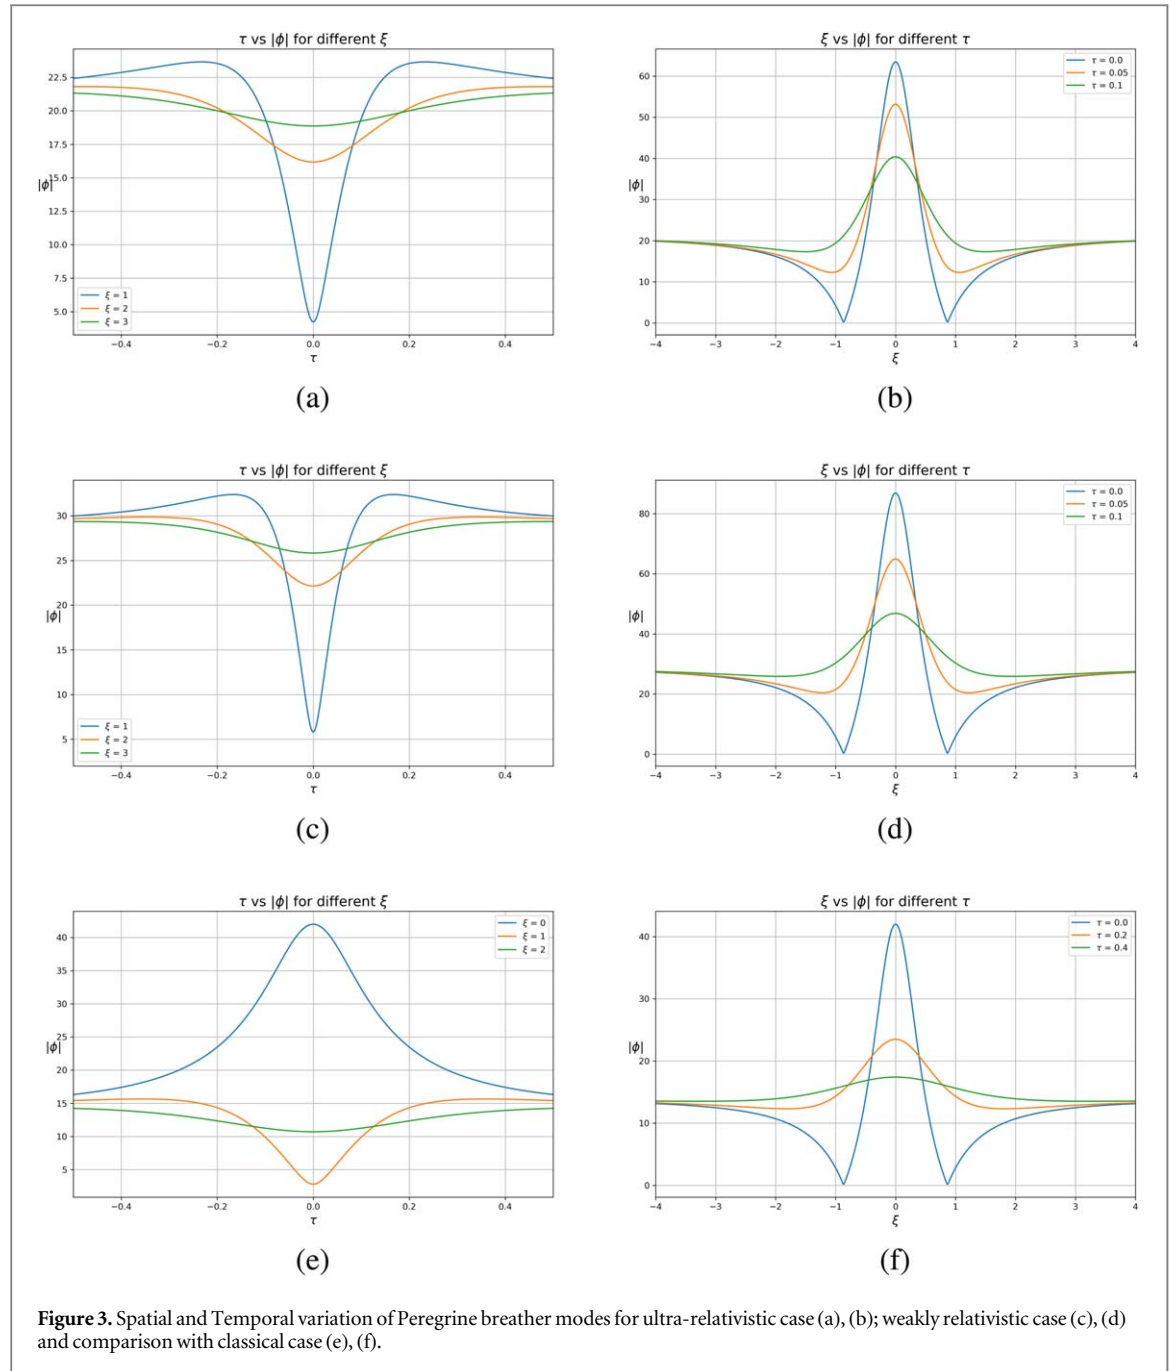 τ vs |ϕ| for different ξ
22.5
20.0
17.5
15.0
|ϕ|
12.5
10.0
7.5
5.0
ξ = 1
ξ = 2
ξ = 3
−0.4 −0.2 0.0 0.2 0.4
τ
(a)
ξ vs |ϕ| for different τ
60
50
40
30
|ϕ|
20
10
0
τ = 0.0
τ = 0.05
τ = 0.1
−4 −3 −2 −1 0 1 2 3 4
ξ
(b)
τ vs |ϕ| for different ξ
30
25
20
|ϕ|
15
10
5
ξ = 1
ξ = 2
ξ = 3
−0.4 −0.2 0.0 0.2 0.4
τ
(c)
ξ vs |ϕ| for different τ
80
60
40
|ϕ|
20
0
τ = 0.0
τ = 0.05
τ = 0.1
−4 −3 −2 −1 0 1 2 3 4
ξ
(d)
τ vs |ϕ| for different ξ
40
35
30
25
|ϕ|
20
15
10
5
ξ = 0
ξ = 1
ξ = 2
−0.4 −0.2 0.0 0.2 0.4
τ
(e)
ξ vs |ϕ| for different τ
40
30
|ϕ|
20
10
0
τ = 0.0
τ = 0.2
τ = 0.4
−4 −3 −2 −1 0 1 2 3 4
ξ
(f)
Figure 3. Spatial and Temporal variation of Peregrine breather modes for ultra-relativistic case (a), (b); weakly relativistic case (c), (d)
and comparison with classical case (e), (f).